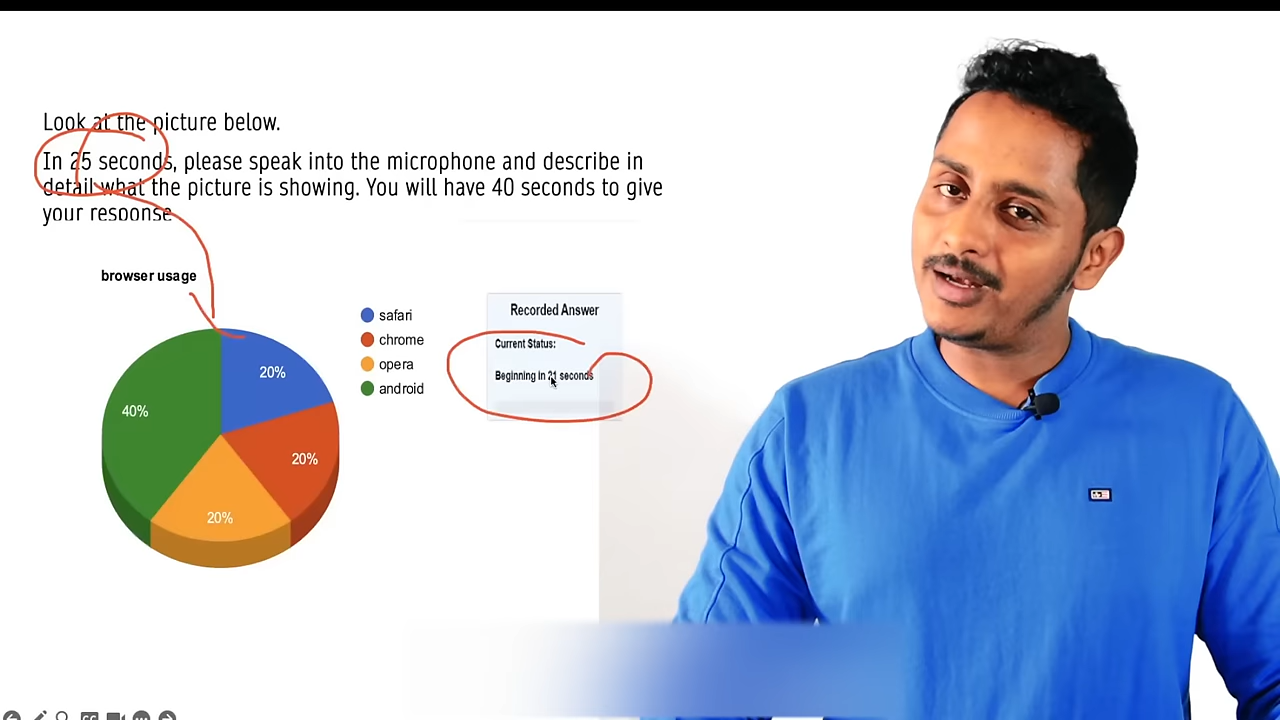 Look at the picture below.
In 25 seconds, please speak into the microphone and describe in
detail what the picture is showing. You will have 40 seconds to give
your response
browser usage
safari
chrome
opera
android
20%
40%
20%
20%
Recorded Answer
Current Status:
Beginning in 21 seconds